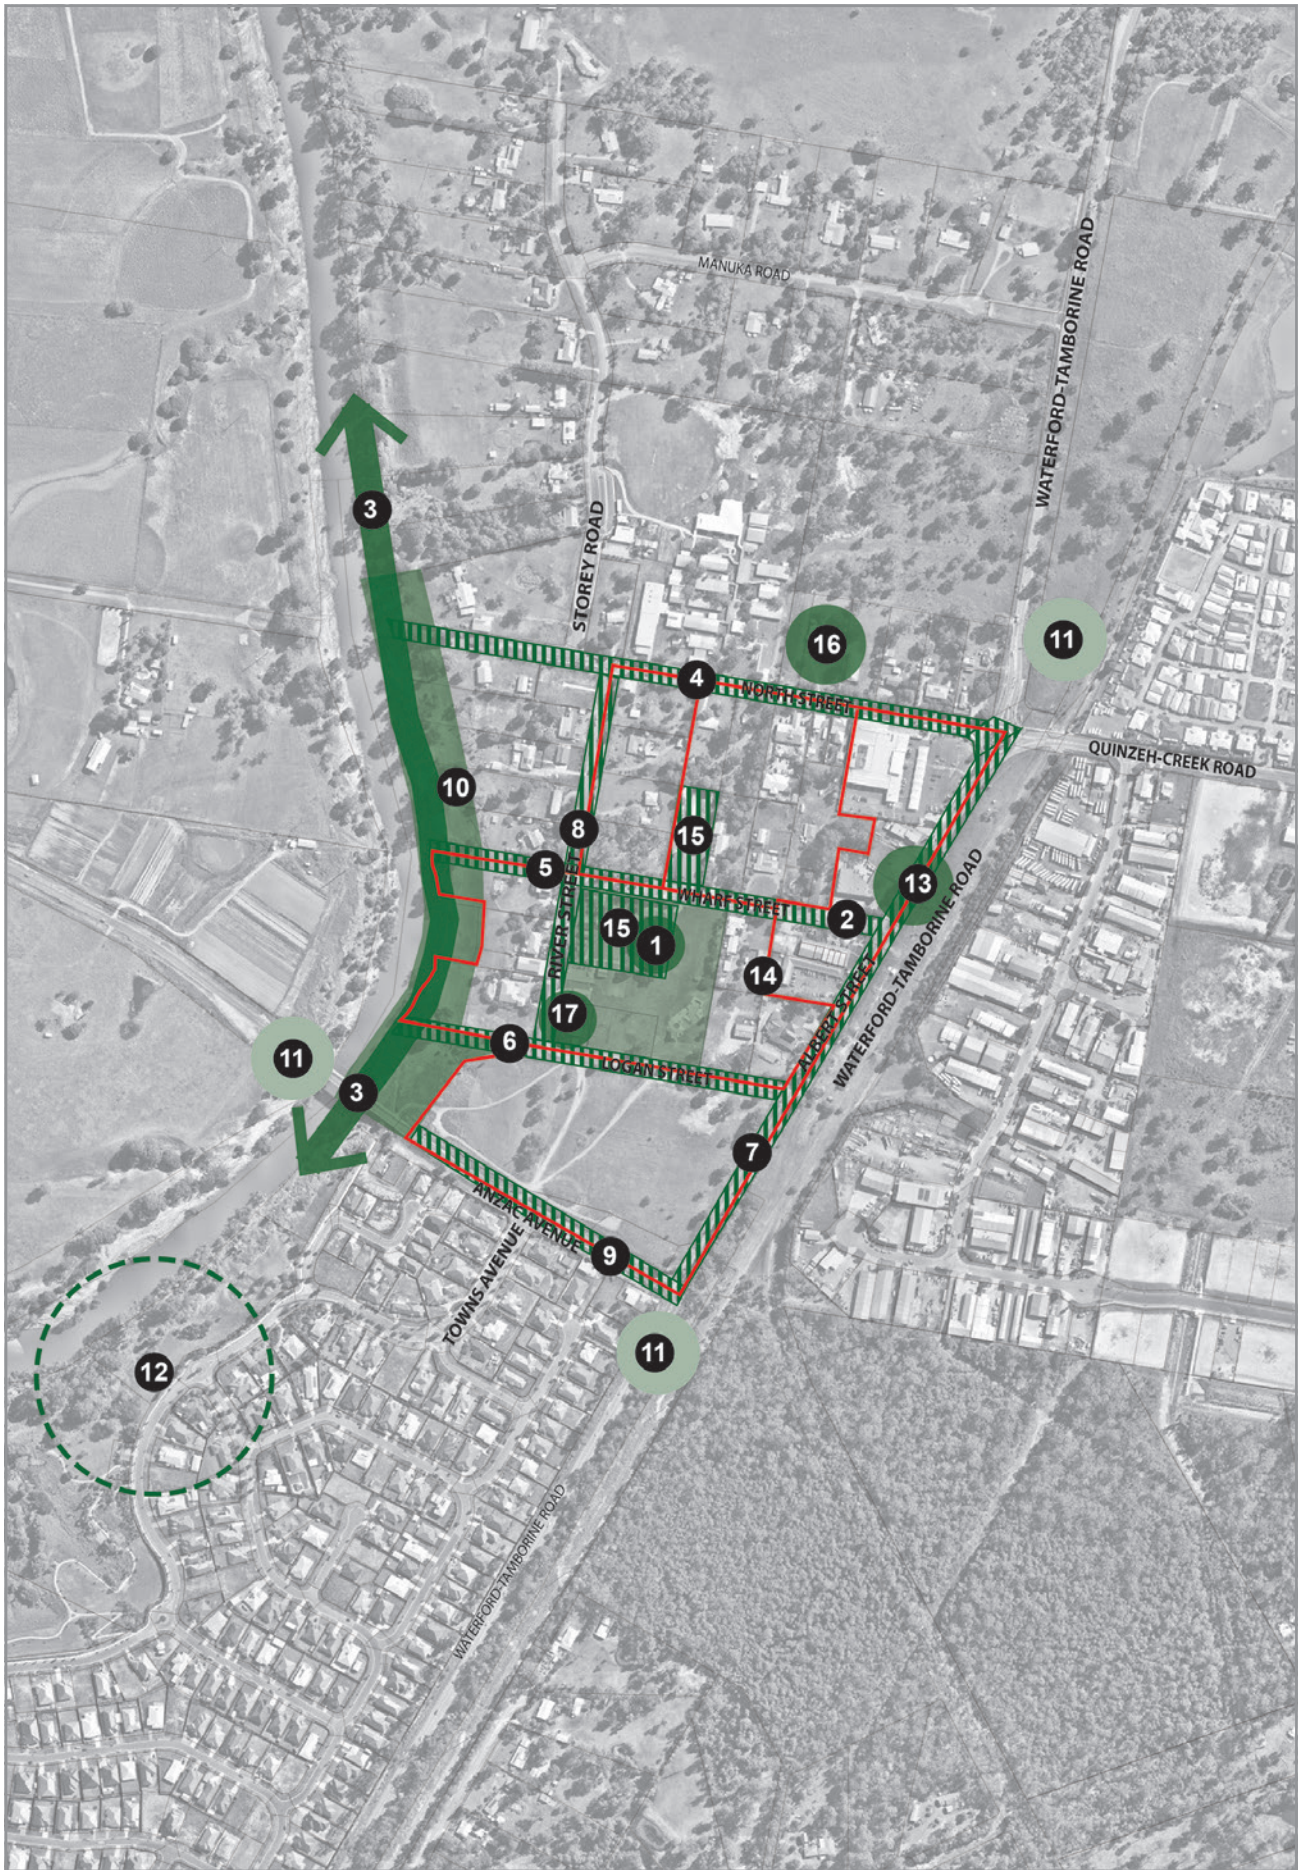 MANUKA ROAD
WATERFORD-TAMBORINE ROAD
3
STOREY ROAD
16
11
4
NORTH STREET
QUINZEH-CREEK ROAD
10
8
15
5
13
WHARF STREET
2
RIVER STREET
15
1
14
WATERFORD-TAMBORINE ROAD
ALBERT STREET
17
6
11
LOGAN STREET
3
7
ANZAC AVENUE
9
TOWNS AVENUE
11
12
WATERFORD-TAMBORINE ROAD